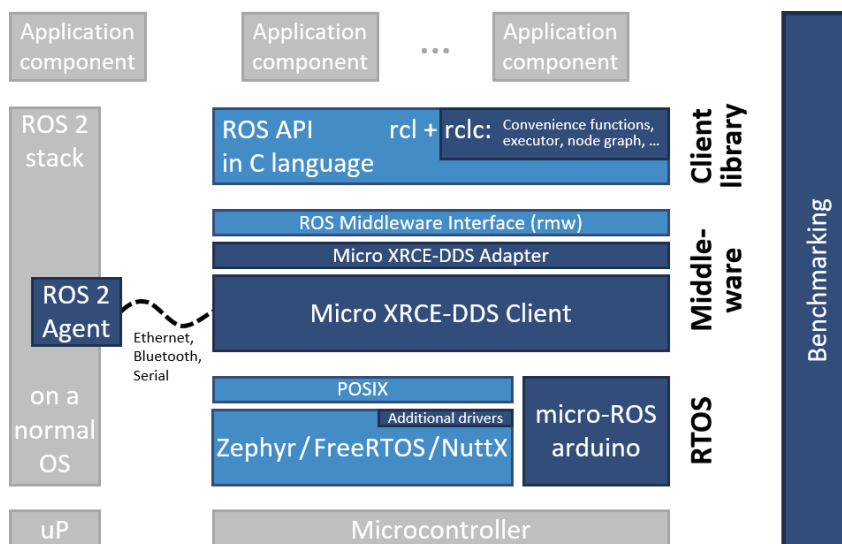 Application
component
Application
component
...
Application
component
ROS 2
stack
ROS 2
Agent
on a
normal
OS
uP
Ethernet,
Bluetooth,
Serial
ROS API
in C language
rcl + rclc:
Convenience functions,
executor, node graph, ...
Client
library
ROS Middleware Interface (rmw)
Micro XRCE-DDS Adapter
Micro XRCE-DDS Client
Middle-
ware
POSIX
Additional drivers
Zephyr/FreeRTOS/NuttX
micro-ROS
arduino
RTOS
Microcontroller
Benchmarking